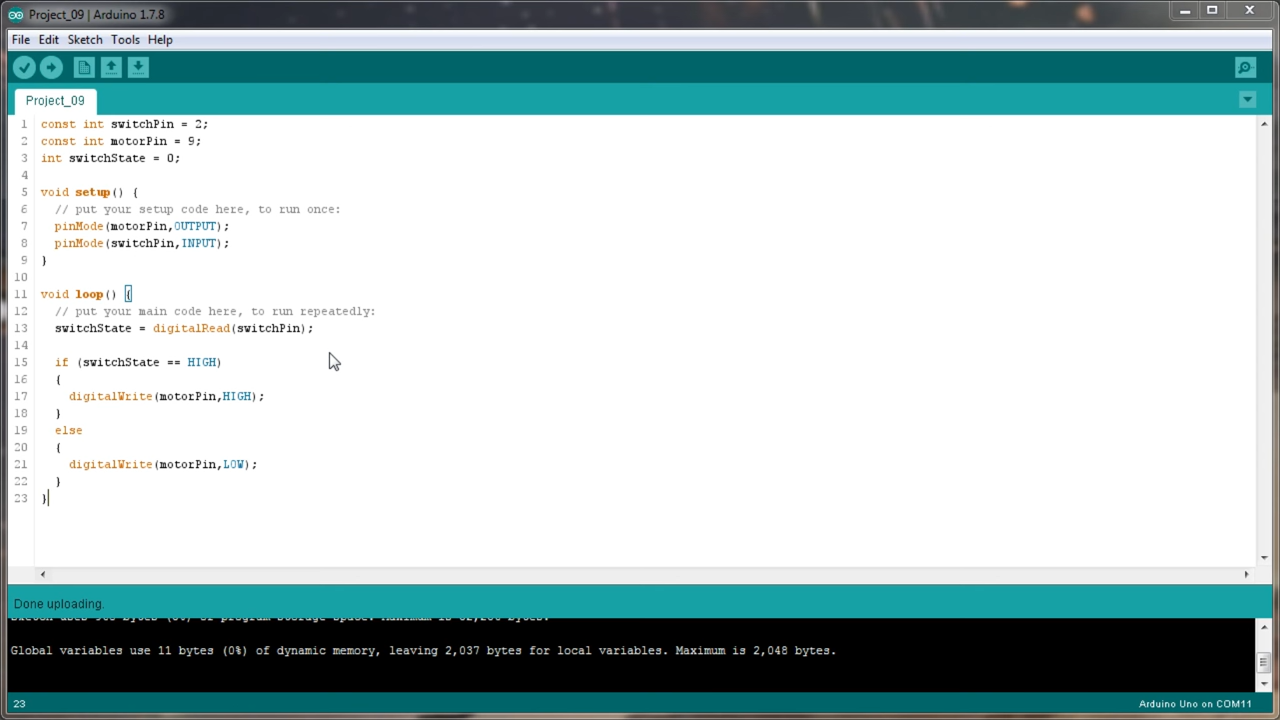 Project_09 | Arduino 1.7.8
File Edit Sketch Tools Help
Project_09
1 const int switchPin = 2;
2 const int motorPin = 9;
3 int switchState = 0;
4
5 void setup() {
6 // put your setup code here, to run once:
7 pinMode(motorPin,OUTPUT);
8 pinMode(switchPin,INPUT);
9 }
10
11 void loop() {
12 // put your main code here, to run repeatedly:
13 switchState = digitalRead(switchPin);
14
15 if (switchState == HIGH)
16 {
17 digitalWrite(motorPin,HIGH);
18 }
19 else
20 {
21 digitalWrite(motorPin,LOW);
22 }
23 }
Done uploading.
Global variables use 11 bytes (0%) of dynamic memory, leaving 2,037 bytes for local variables. Maximum is 2,048 bytes.
23 Arduino Uno on COM11